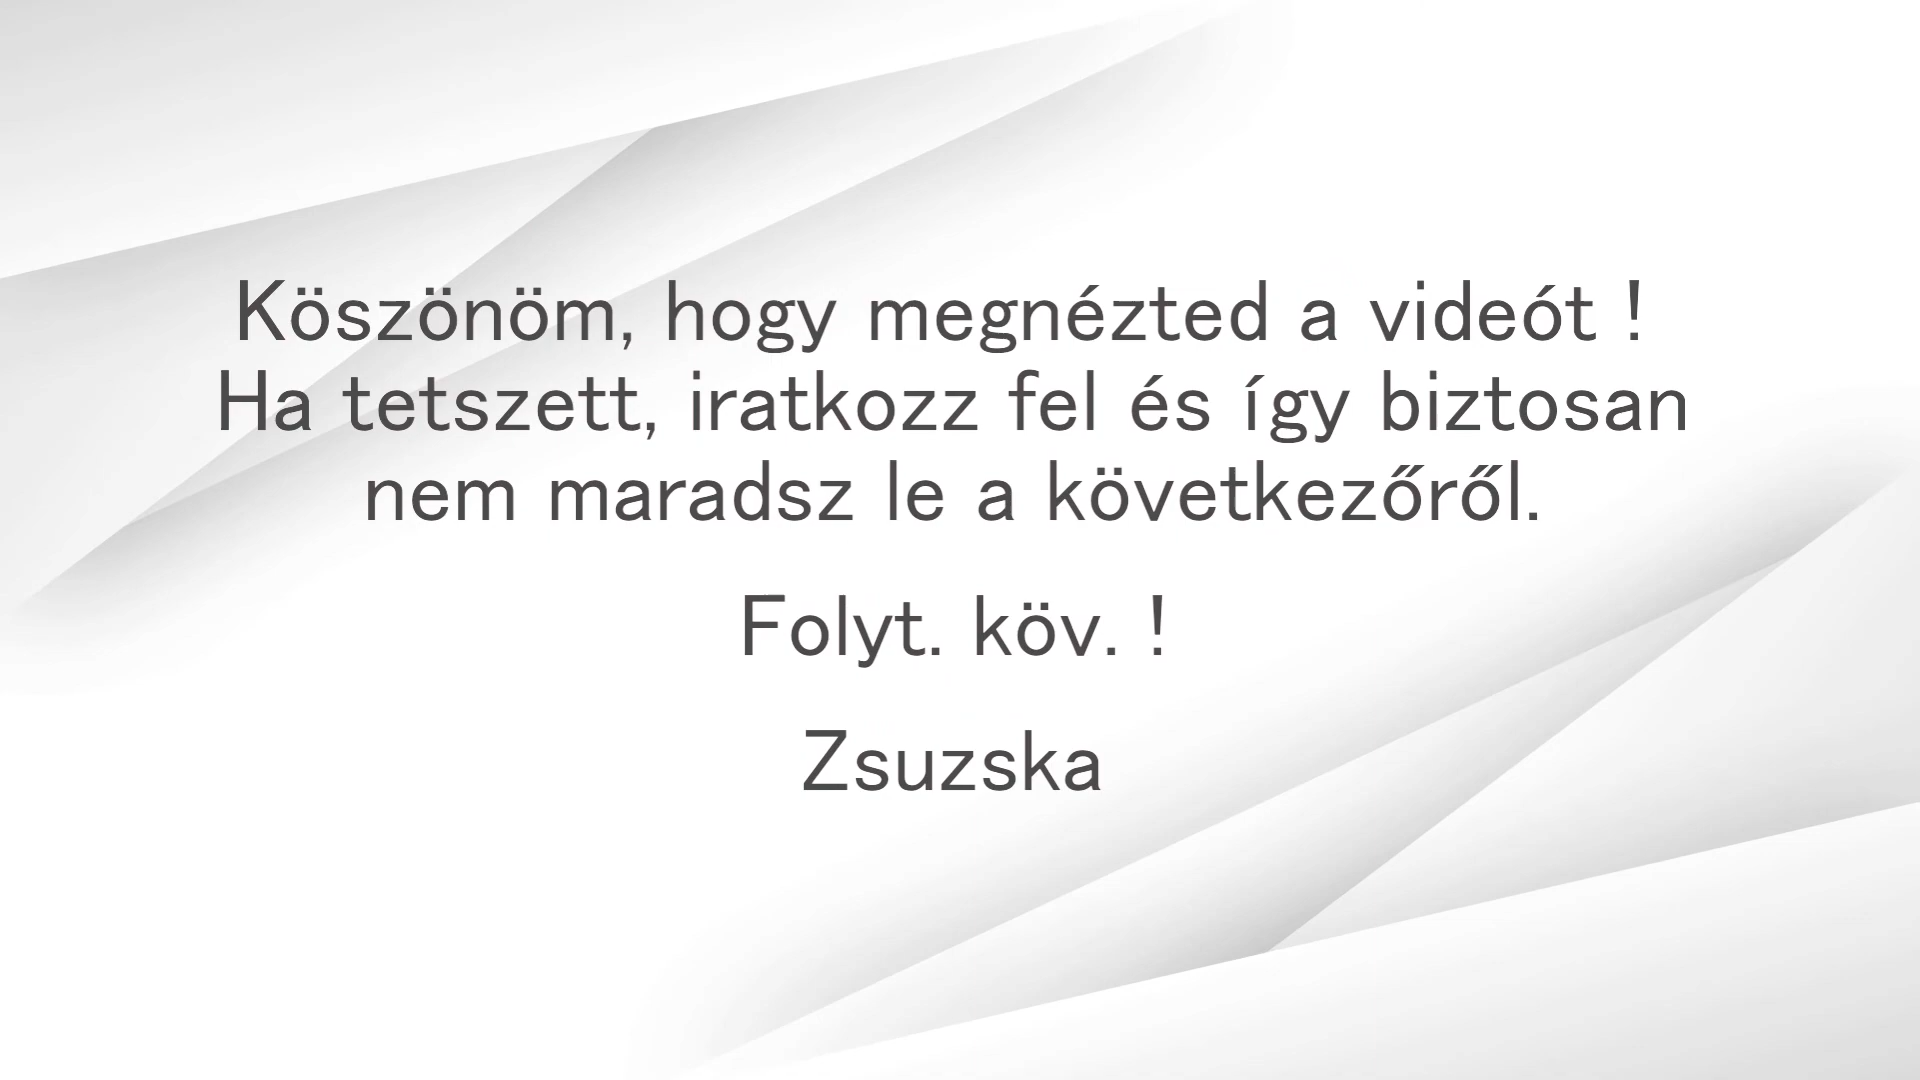 Köszönöm, hogy megnézted a videót !
Ha tetszett, iratkozz fel és így biztosan
nem maradsz le a következőről.
Folyt. köv. !
Zsuzska